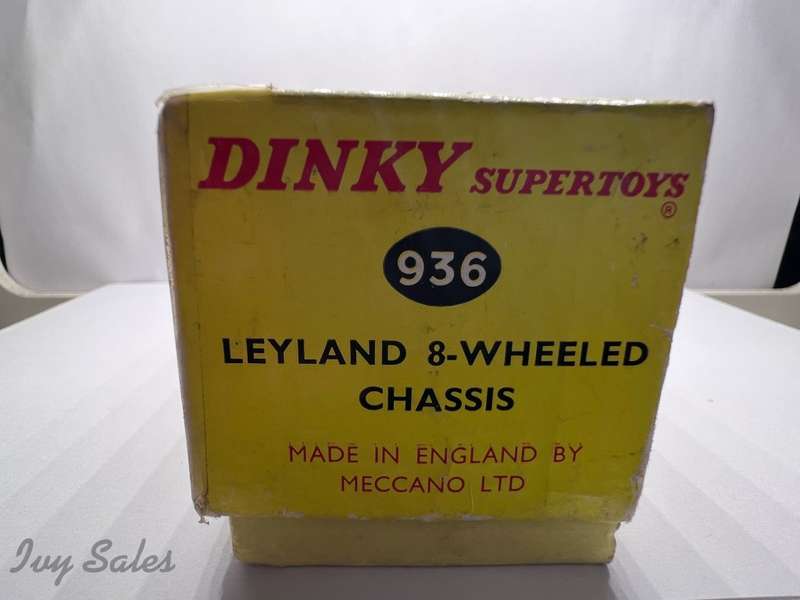 DINKY SUPERTOYS
®
936
LEYLAND 8-WHEELED
CHASSIS
MADE IN ENGLAND BY
MECCANO LTD
Ivy Sales